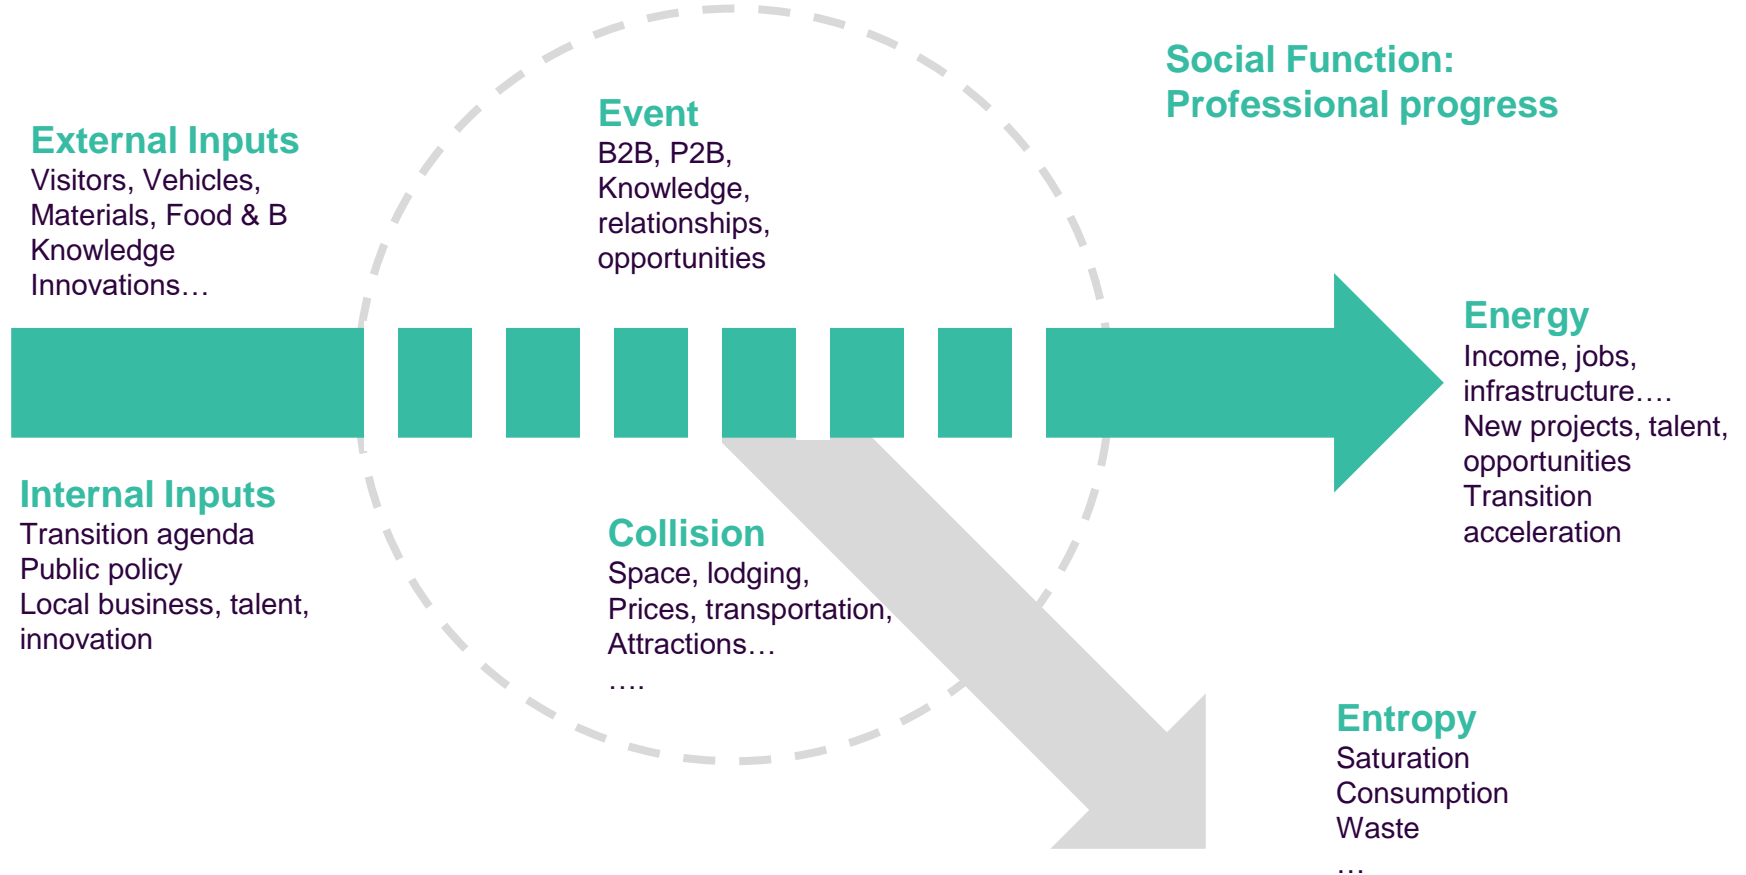 Social Function:
Professional progress
External Inputs
Visitors, Vehicles,
Materials, Food & B
Knowledge
Innovations…
Event
B2B, P2B,
Knowledge,
relationships,
opportunities
Energy
Income, jobs,
infrastructure….
New projects, talent,
opportunities
Transition
acceleration
Internal Inputs
Transition agenda
Public policy
Local business, talent,
innovation
Collision
Space, lodging,
Prices, transportation,
Attractions…
….
Entropy
Saturation
Consumption
Waste
…